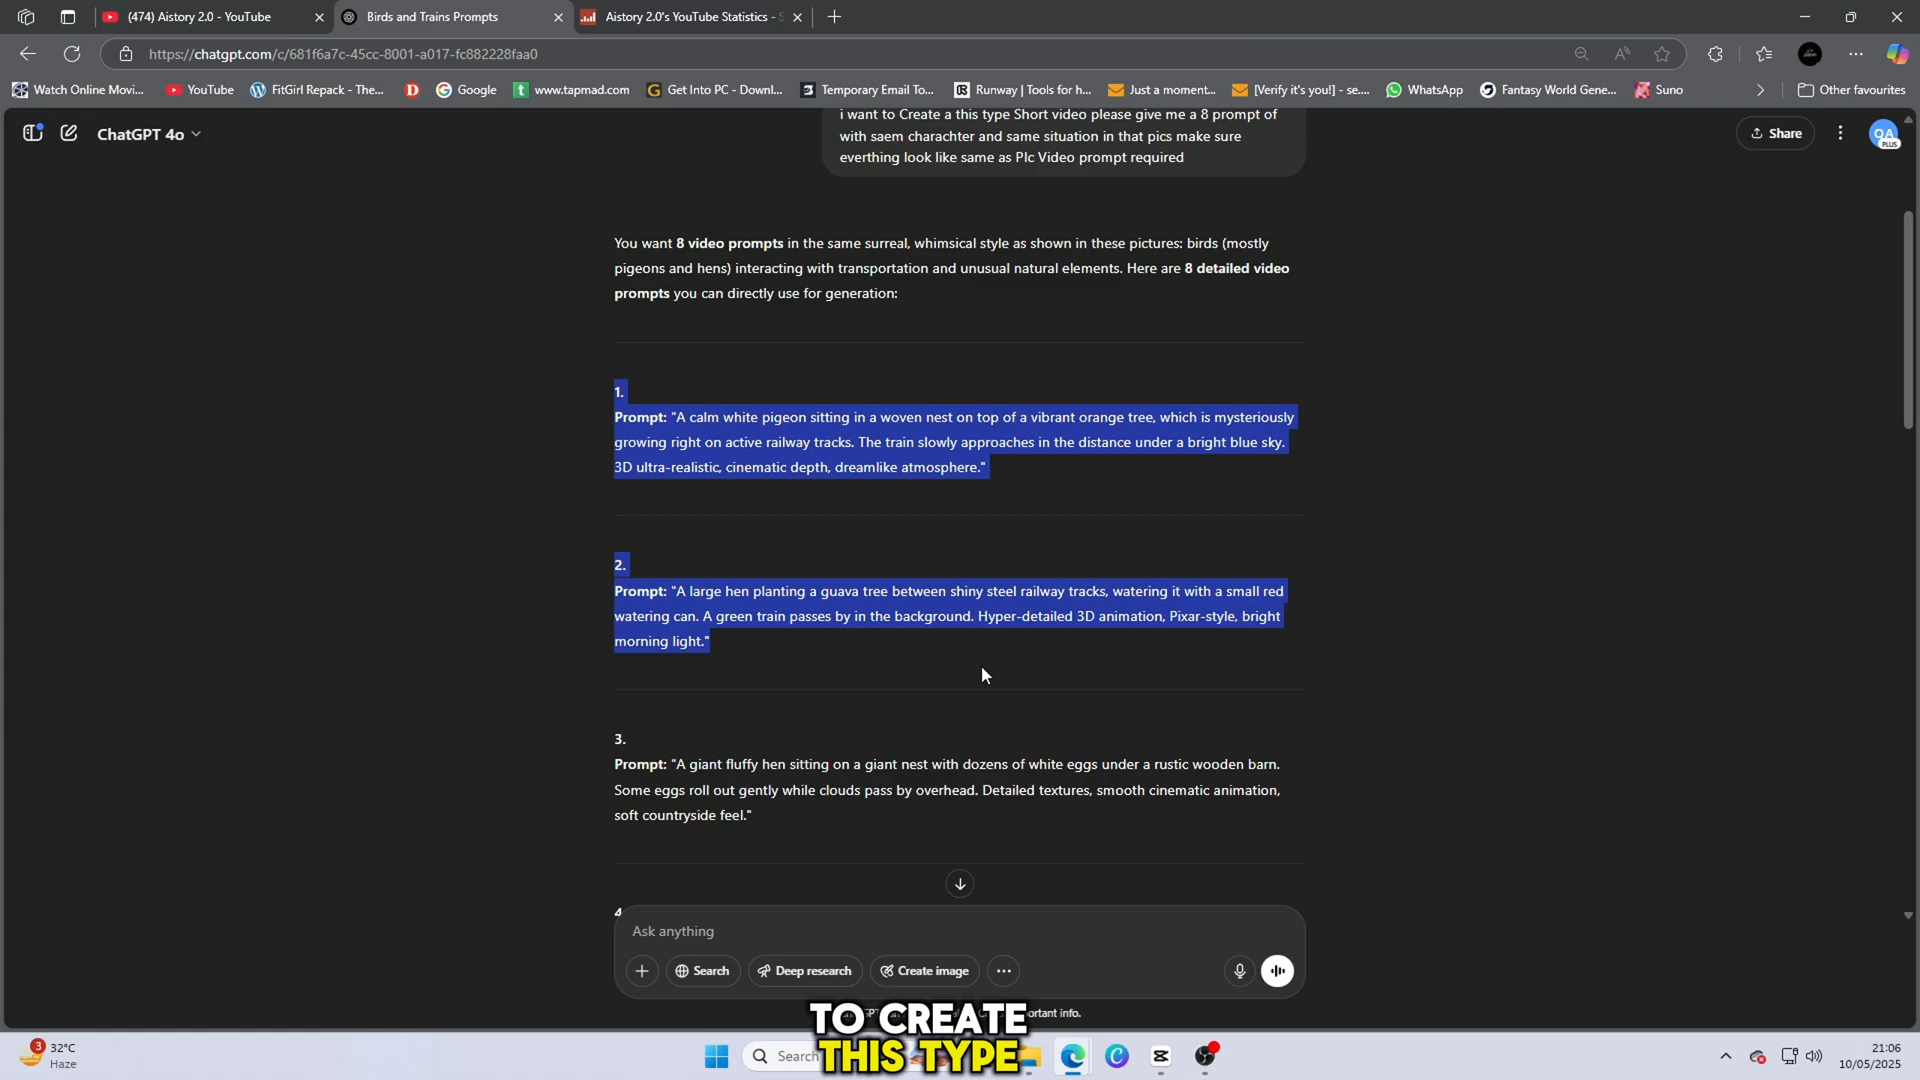 (474) Aistory 2.0 - YouTube
Birds and Trains Prompts
Aistory 2.0's YouTube Statistics - S
https://chatgpt.com/c/681f6a7c-45cc-8001-a017-fc882228faa0
Watch Online Movi...
YouTube
FitGirl Repack - The...
Google
www.tapmad.com
Get Into PC - Downl...
Temporary Email To...
Runway | Tools for h...
Just a moment...
[Verify it's you!] - se....
WhatsApp
Fantasy World Gene...
Suno
Other favourites
ChatGPT 4o
Share
OA
PLUS
i want to Create a this type Short video please give me a 8 prompt of
with saem charachter and same situation in that pics make sure
everthing look like same as PIc Video prompt required
You want 8 video prompts in the same surreal, whimsical style as shown in these pictures: birds (mostly
pigeons and hens) interacting with transportation and unusual natural elements. Here are 8 detailed video
prompts you can directly use for generation:
1.
Prompt: "A calm white pigeon sitting in a woven nest on top of a vibrant orange tree, which is mysteriously
growing right on active railway tracks. The train slowly approaches in the distance under a bright blue sky.
3D ultra-realistic, cinematic depth, dreamlike atmosphere."
2.
Prompt: "A large hen planting a guava tree between shiny steel railway tracks, watering it with a small red
watering can. A green train passes by in the background. Hyper-detailed 3D animation, Pixar-style, bright
morning light."
3.
Prompt: "A giant fluffy hen sitting on a giant nest with dozens of white eggs under a rustic wooden barn.
Some eggs roll out gently while clouds pass by overhead. Detailed textures, smooth cinematic animation,
soft countryside feel."
4
Ask anything
Search
Deep research
Create image
portant info.
TO CREATE
THIS TYPE
3
32°C
Haze
Search
21:06
10/05/2025